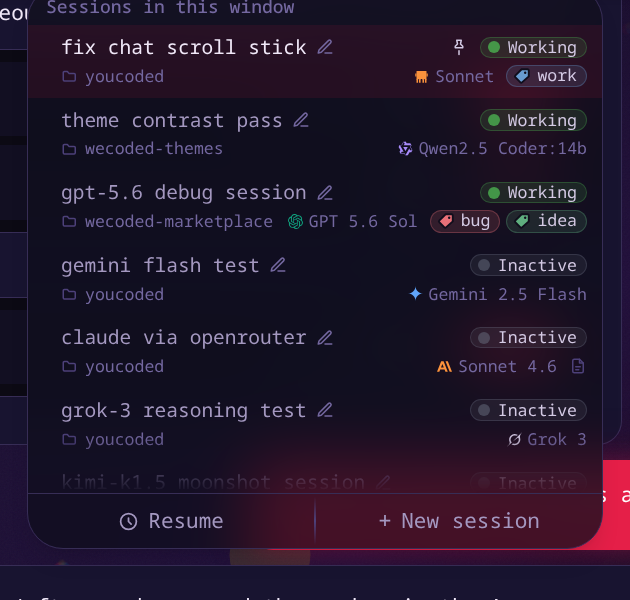 Sessions in this window
fix chat scroll stick Working
youcoded Sonnet work
theme contrast pass Working
wecoded-themes Qwen2.5 Coder:14b
gpt-5.6 debug session Working
wecoded-marketplace GPT 5.6 Sol bug idea
gemini flash test Inactive
youcoded Gemini 2.5 Flash
claude via openrouter Inactive
youcoded Sonnet 4.6
grok-3 reasoning test Inactive
youcoded Grok 3
kimi-k1.5 moonshot session Inactive
Resume + New session